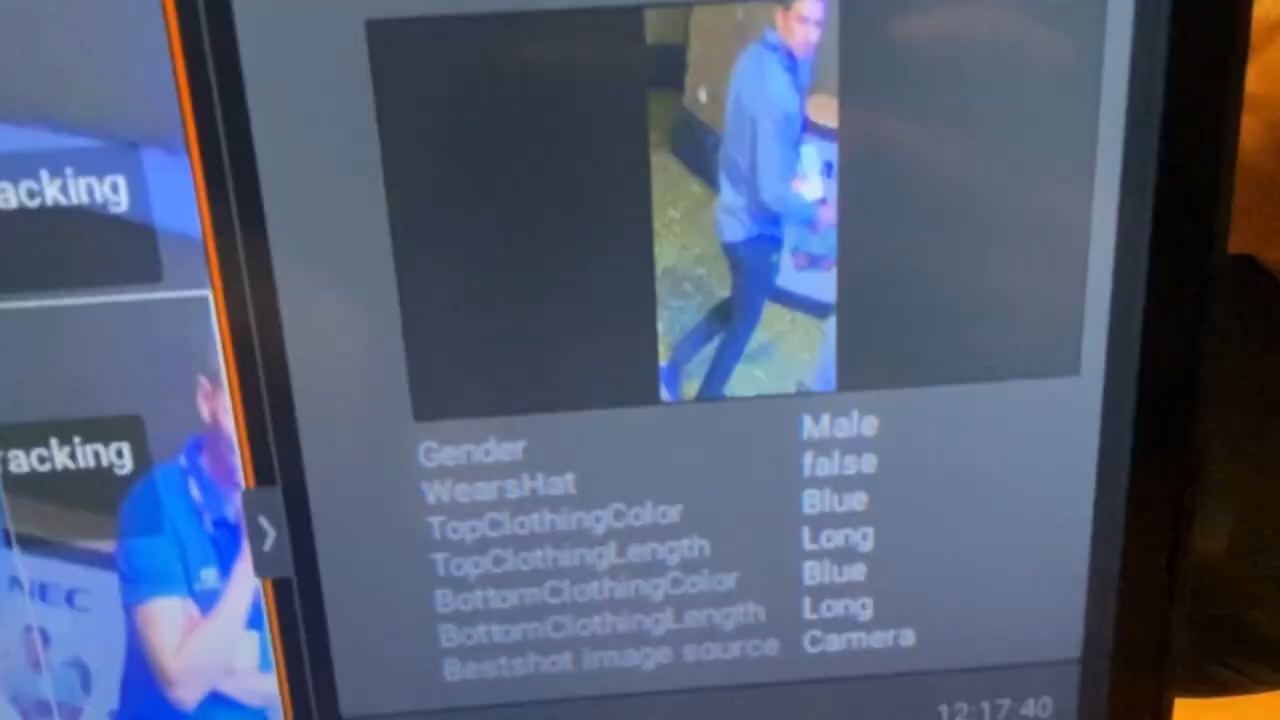 acking
racking
NEC
Gender Male
WearsHat false
TopClothingColor Blue
TopClothingLength Long
BottomClothingColor Blue
BottomClothingLength Long
Bestshot image source Camera
12:17:40